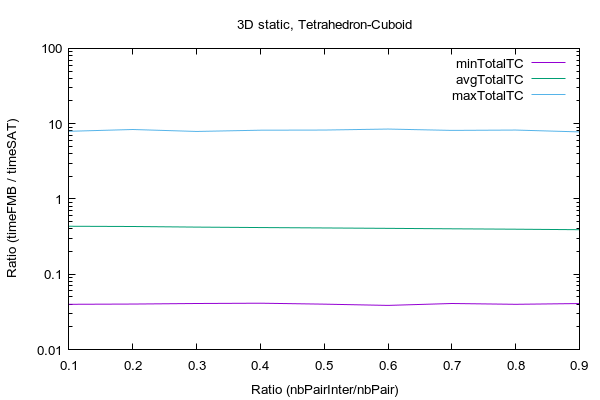 3D static, Tetrahedron-Cuboid
100
10
1
0.1
0.01
Ratio (timeFMB / timeSAT)
minTotalTC
avgTotalTC
maxTotalTC
0.1 0.2 0.3 0.4 0.5 0.6 0.7 0.8 0.9
Ratio (nbPairInter/nbPair)